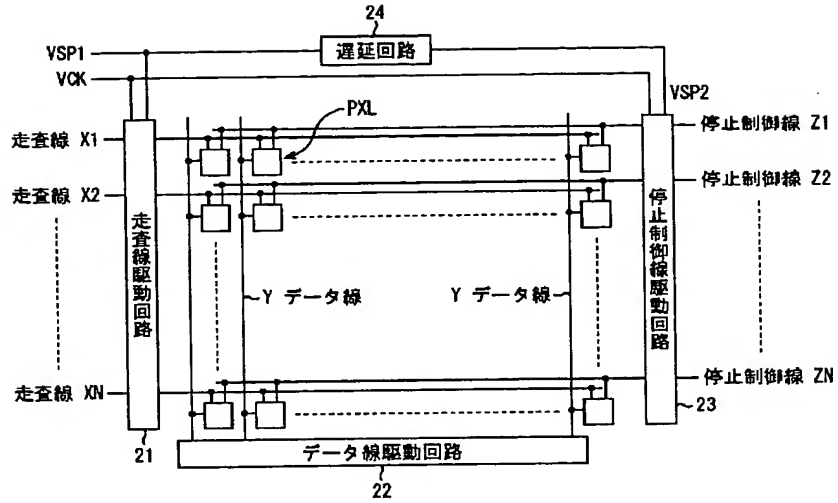 24
VSP1
遅延回路
VCK
VSP2
PXL
走査線 X1
停止制御線 Z1
走査線 X2
停止制御線 Z2
走査線駆動回路
停止制御線駆動回路
Y データ線
Y データ線
走査線 XN
停止制御線 ZN
21
23
データ線駆動回路
22